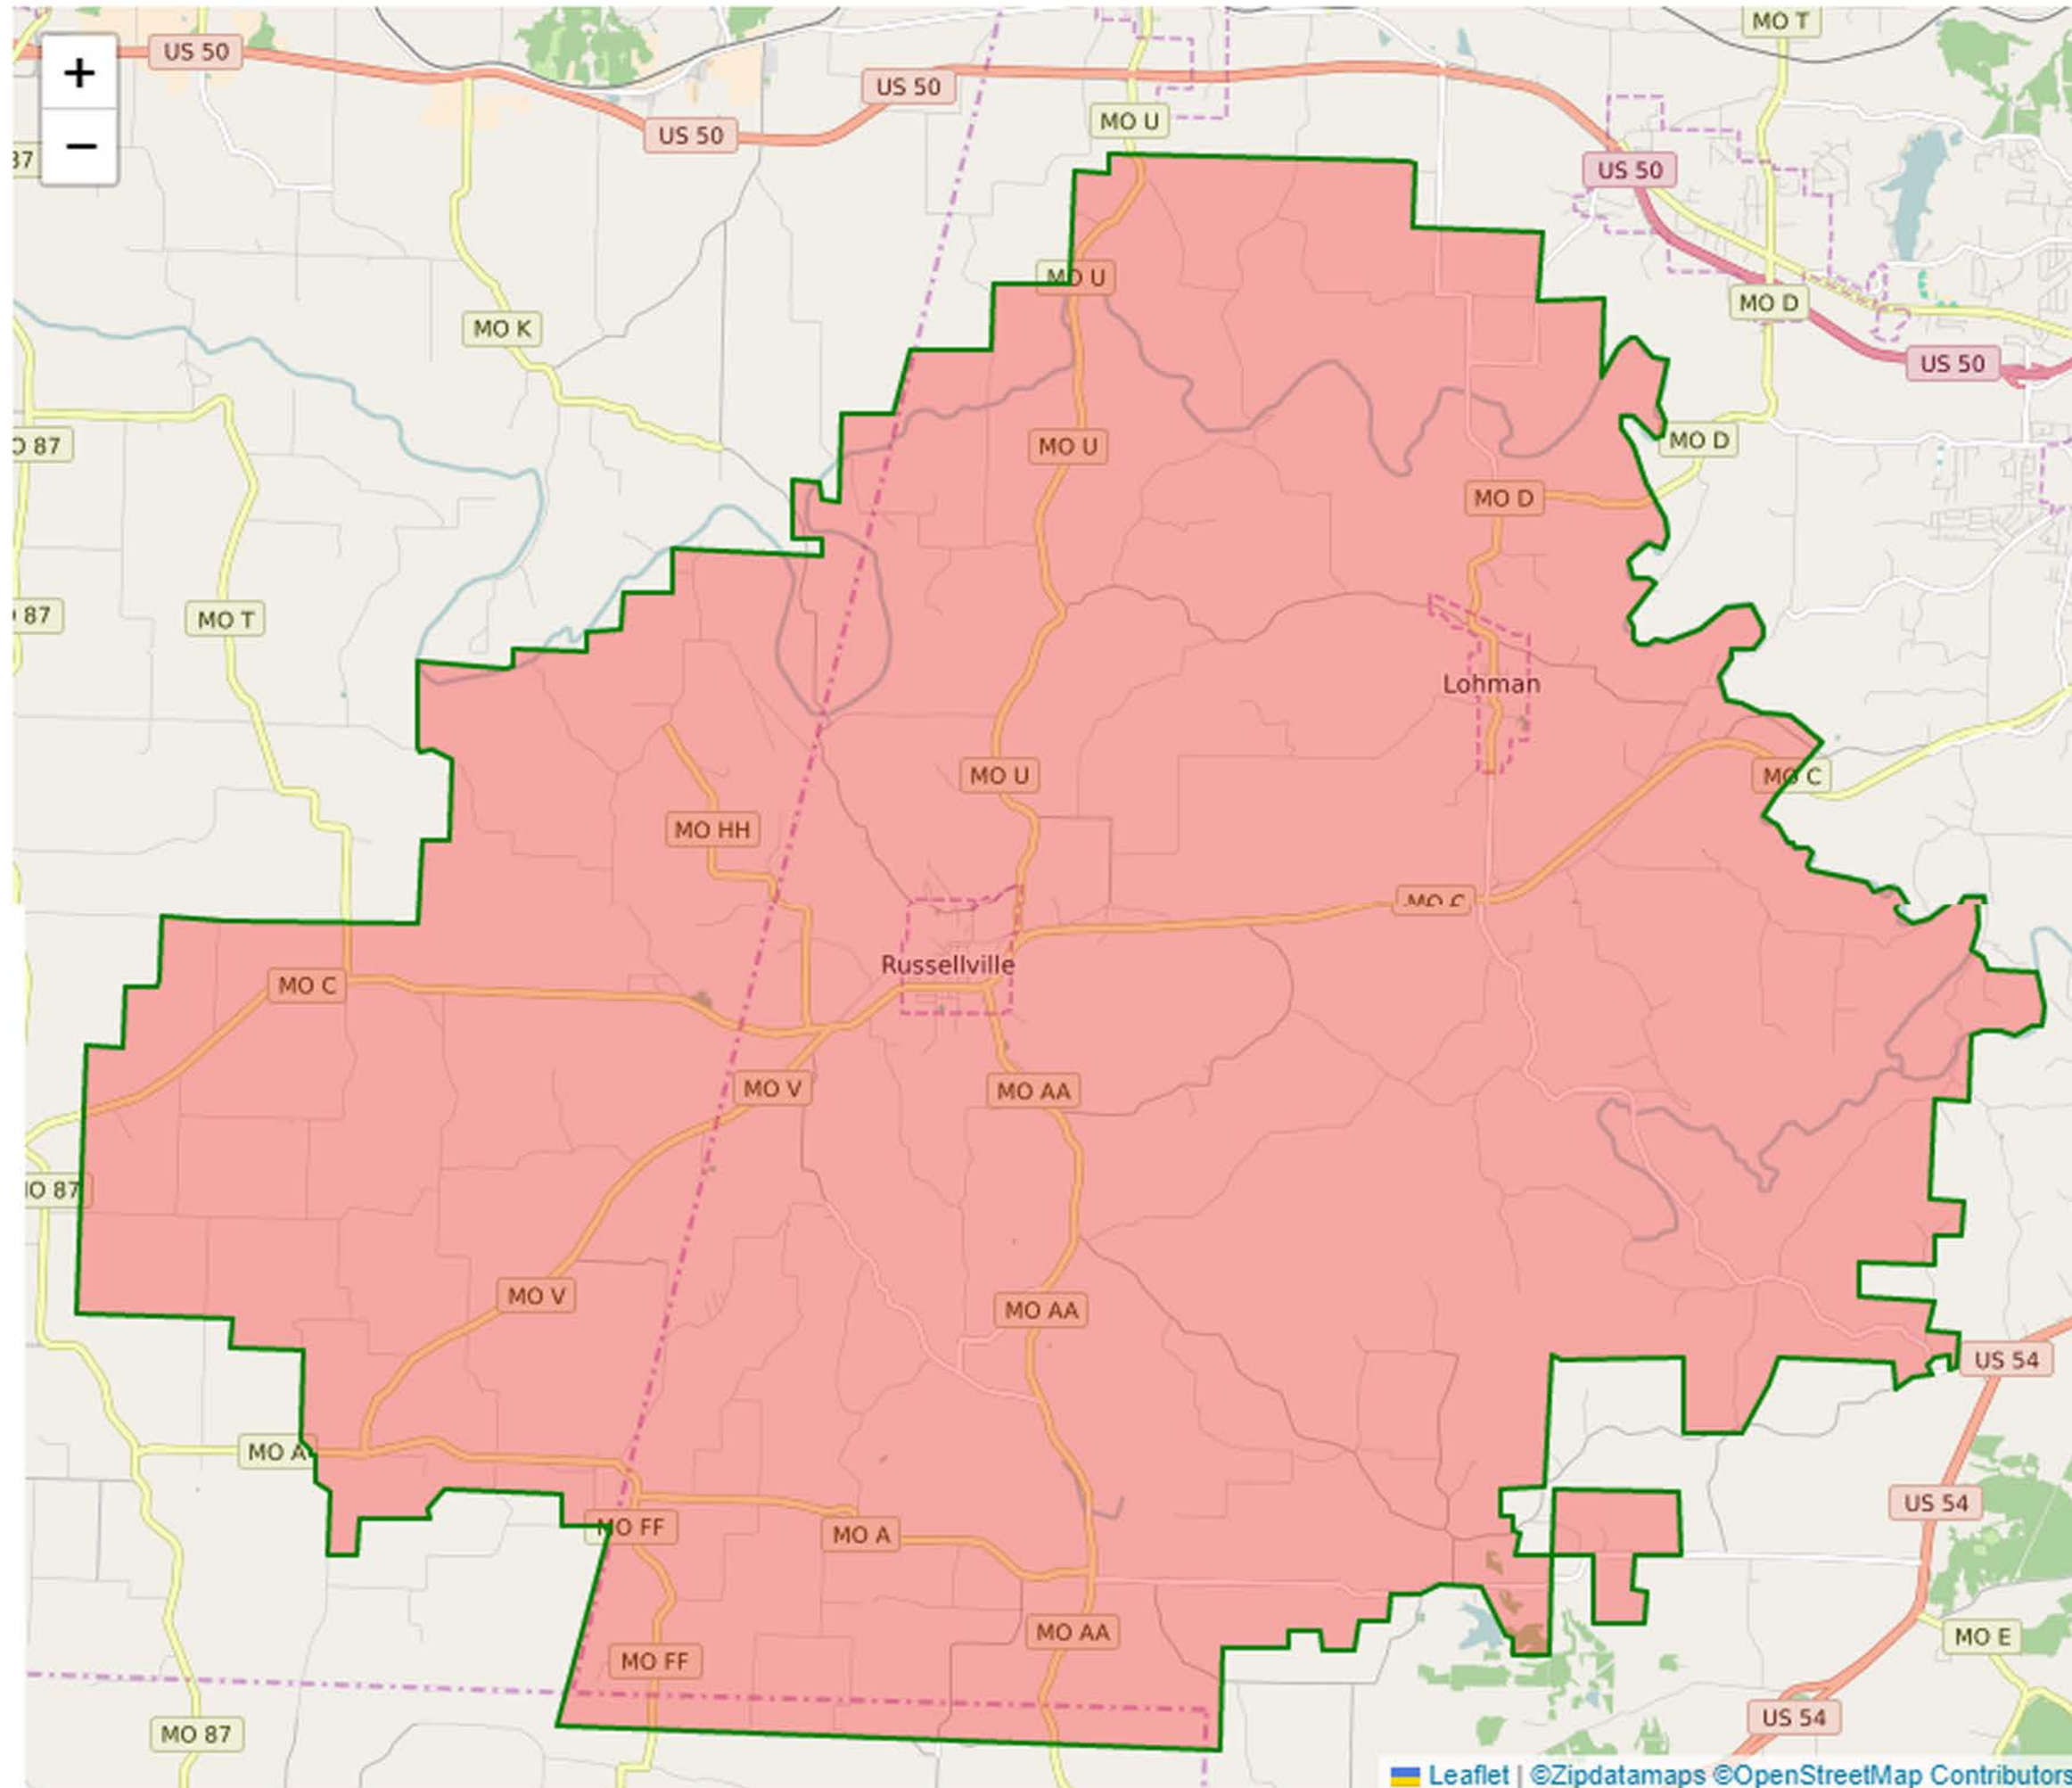 +
−
US 50
MO T
US 50
US 50
MO U
37
US 50
MO U
MO D
MO K
US 50
O 87
MO U
MO D
MO D
87
MO T
Lohman
MO U
MO C
MO HH
MO C
Russellville
MO C
MO V
MO AA
O 87
MO V
MO AA
US 54
MO A
US 54
MO FF
MO A
MO AA
MO E
MO FF
US 54
MO 87
Leaflet | ©Zipdatamaps ©OpenStreetMap Contributors